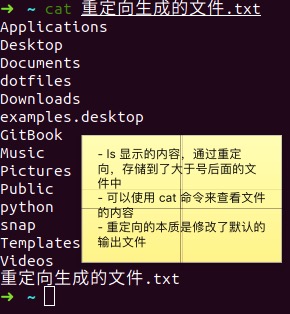 ➜ ~ cat 重定向生成的文件.txt
Applications
Desktop
Documents
dotfiles
Downloads
examples.desktop
GitBook
Music
Pictures
Public
python
snap
Templates
Videos
重定向生成的文件.txt
➜ ~
- ls 显示的内容，通过重定
向，存储到了大于号后面的文
件中
- 可以使用 cat 命令来查看文件
的内容
- 重定向的本质是修改了默认的
输出文件